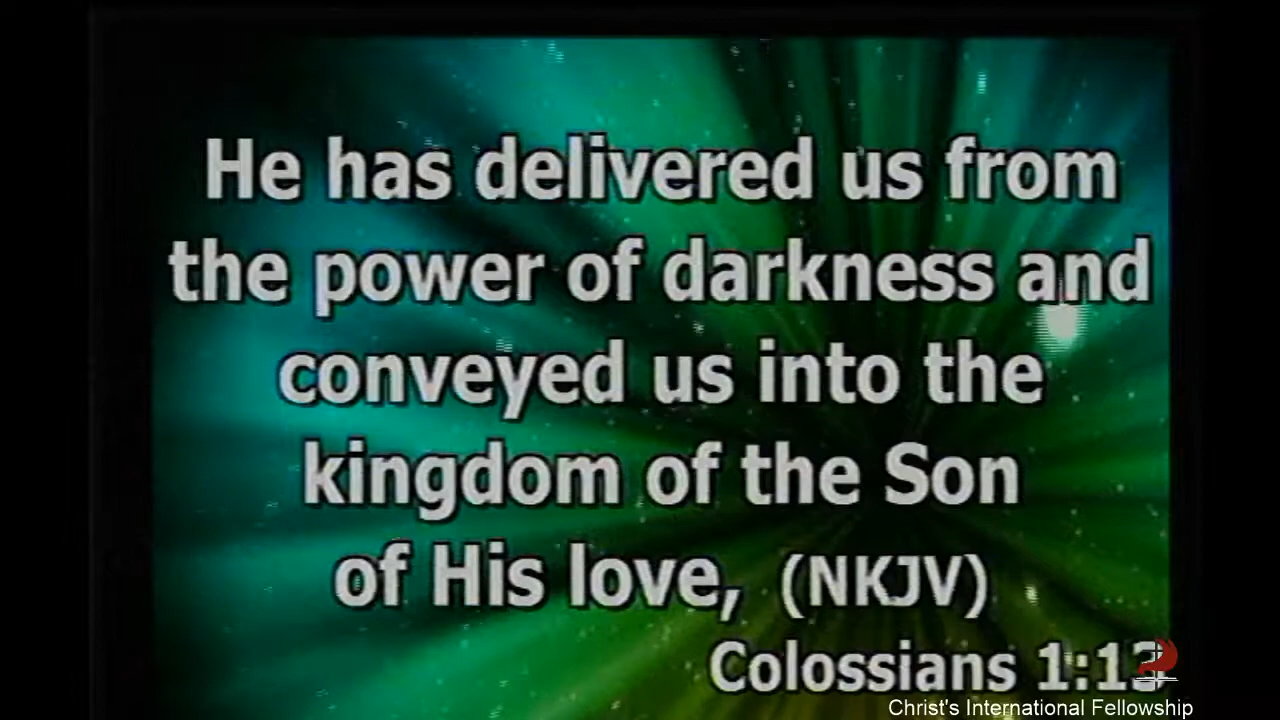 He has delivered us from
the power of darkness and
conveyed us into the
kingdom of the Son
of His love, (NKJV)
Colossians 1:13
Christ's International Fellowship